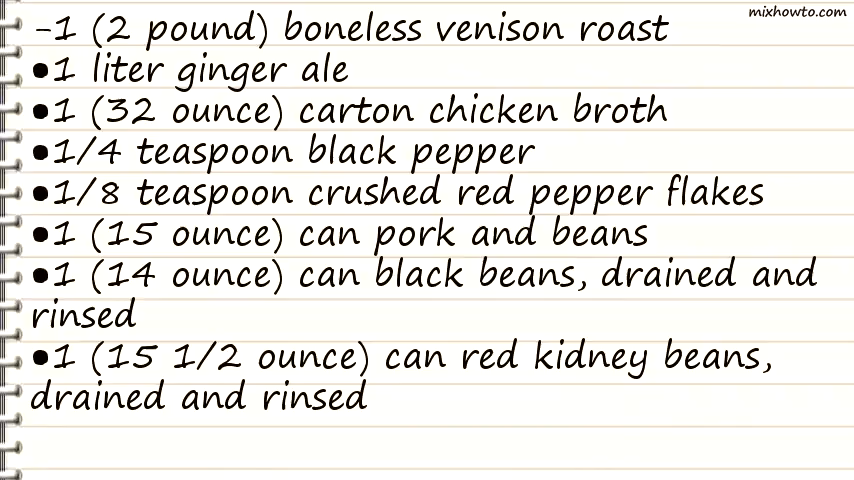 mixhowto.com
-1 (2 pound) boneless venison roast
●1 liter ginger ale
●1 (32 ounce) carton chicken broth
●1/4 teaspoon black pepper
●1/8 teaspoon crushed red pepper flakes
●1 (15 ounce) can pork and beans
●1 (14 ounce) can black beans, drained and
rinsed
●1 (15 1/2 ounce) can red kidney beans,
drained and rinsed